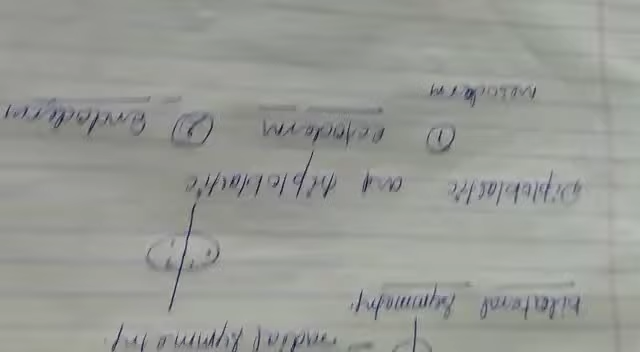 radial symmetry.
Bilateral symmetry.
Diploblastic and triploblastic
① ectoderm ② Endoderm
mesoderm